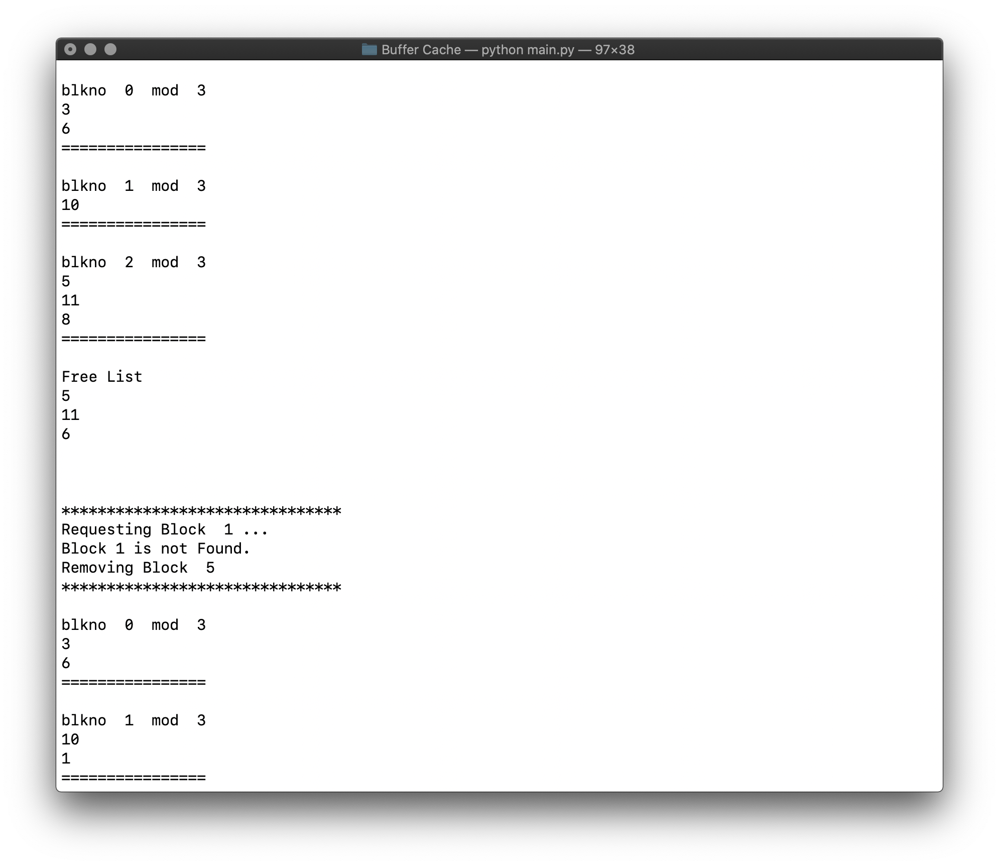 Buffer Cache — python main.py — 97×38
blkno  0  mod  3
3
6
================
blkno  1  mod  3
10
================
blkno  2  mod  3
5
11
8
================
Free List
5
11
6
*******************************
Requesting Block  1 ...
Block 1 is not Found.
Removing Block  5
*******************************
blkno  0  mod  3
3
6
================
blkno  1  mod  3
10
1
================